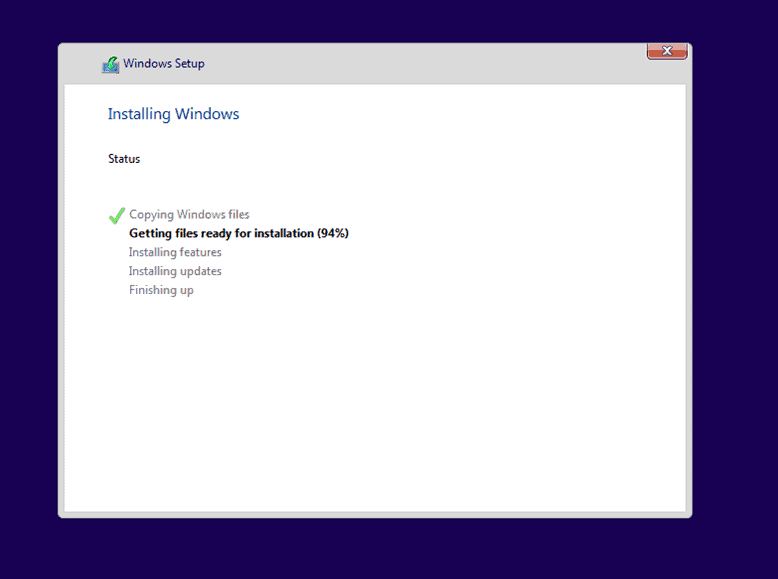 Windows Setup
Installing Windows
Status
Copying Windows files
Getting files ready for installation (94%)
Installing features
Installing updates
Finishing up